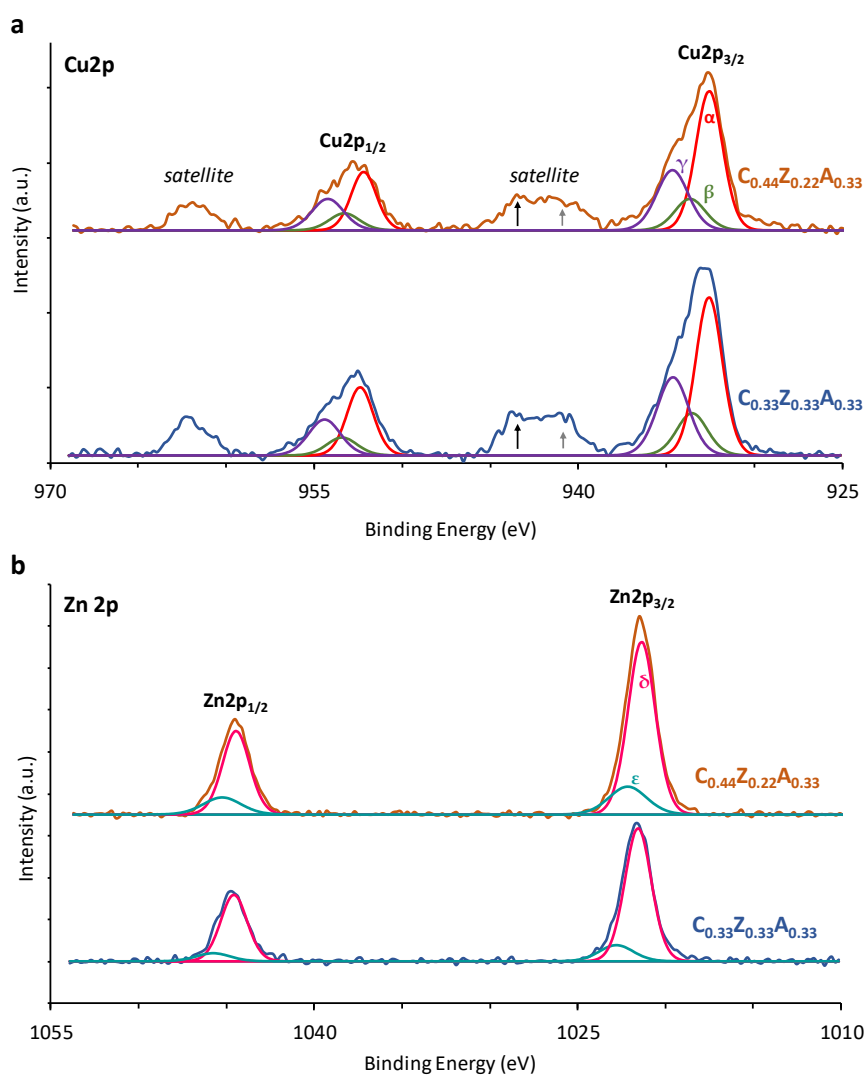 a
Cu2p
Cu2p3/2
Cu2p1/2
satellite
satellite
α
γ
β
C0.44Z0.22A0.33
C0.33Z0.33A0.33
Intensity (a.u.)
970
955
940
925
Binding Energy (eV)
b
Zn 2p
Zn2p3/2
Zn2p1/2
δ
ε
C0.44Z0.22A0.33
C0.33Z0.33A0.33
Intensity (a.u.)
1055
1040
1025
1010
Binding Energy (eV)